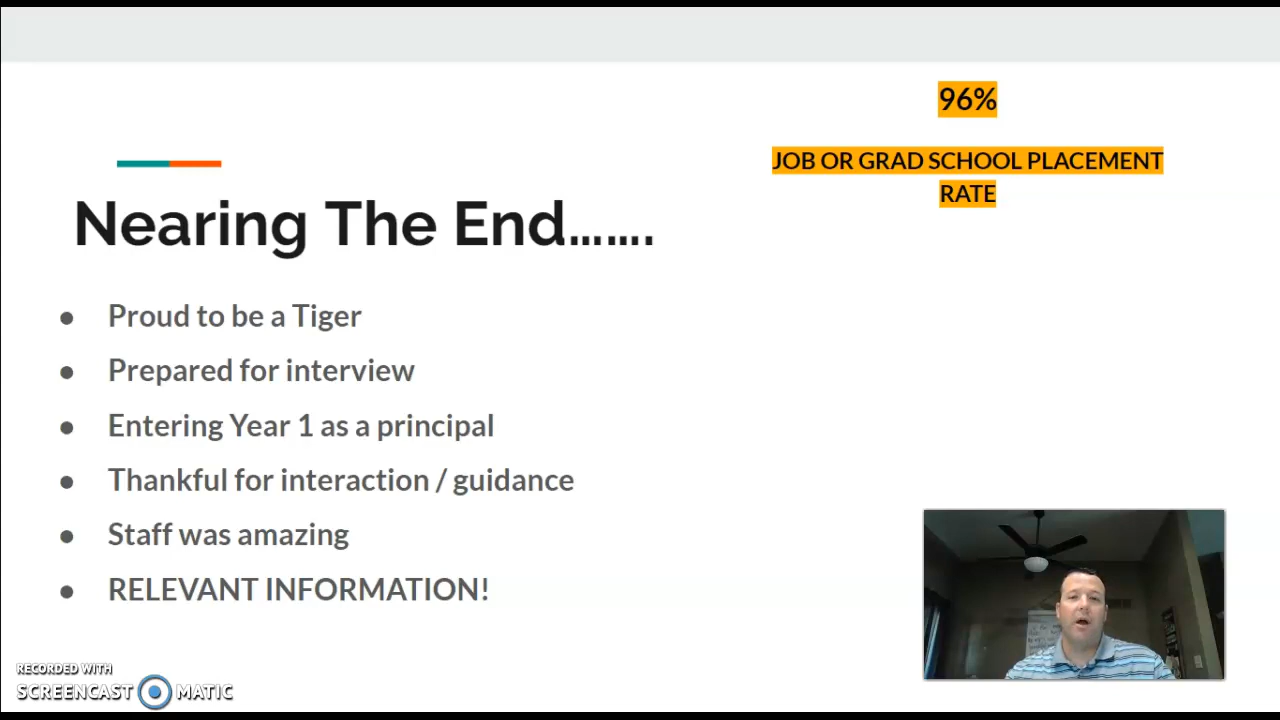 96%
JOB OR GRAD SCHOOL PLACEMENT
RATE
Nearing The End.......
● Proud to be a Tiger
● Prepared for interview
● Entering Year 1 as a principal
● Thankful for interaction / guidance
● Staff was amazing
● RELEVANT INFORMATION!
RECORDED WITH
SCREENCAST MATIC